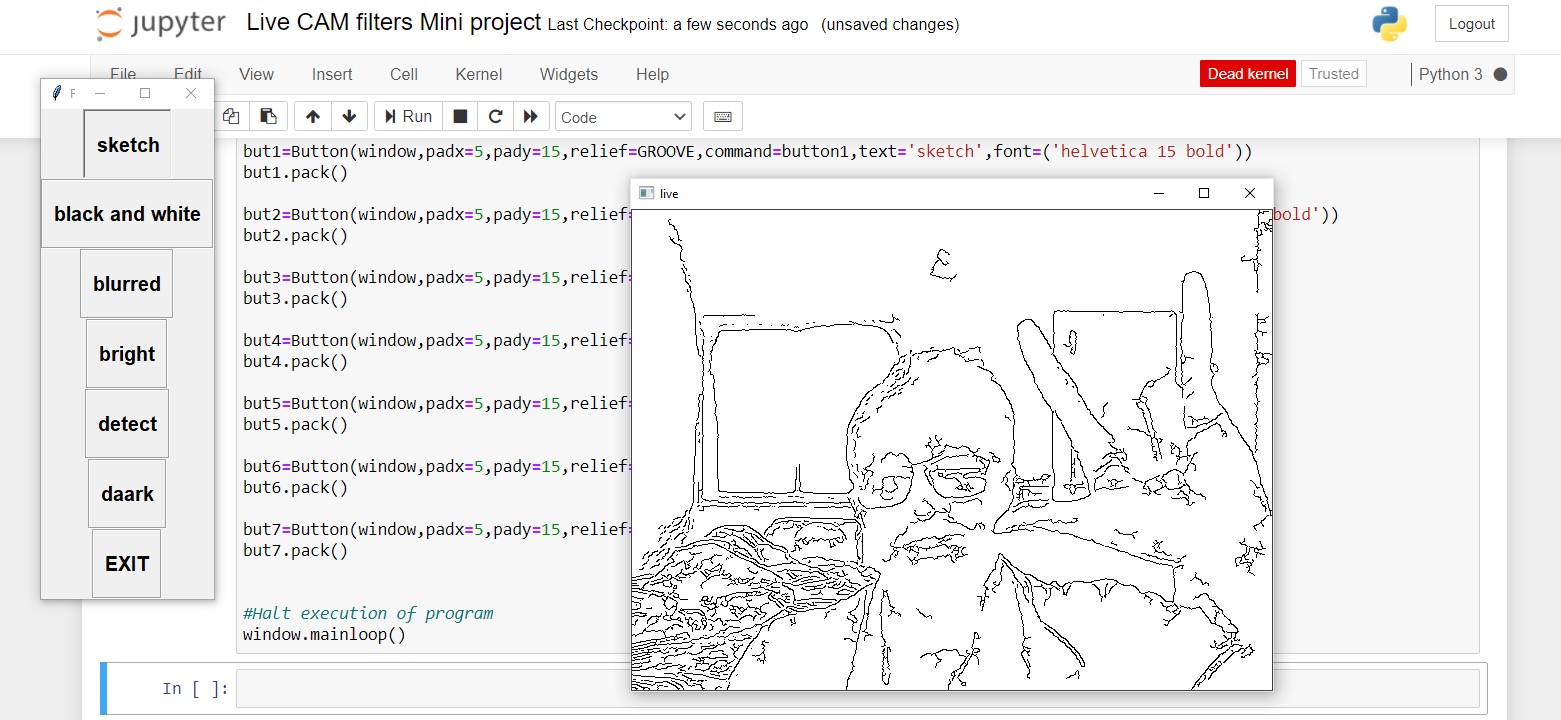 jupyter Live CAM filters Mini project Last Checkpoint: a few seconds ago (unsaved changes)
Logout
File Edit View Insert Cell Kernel Widgets Help
Dead kernel
Trusted
Python 3
F
Run
Code
sketch
black and white
blurred
bright
detect
daark
EXIT
but1=Button(window,padx=5,pady=15,relief=GROOVE,command=button1,text='sketch',font=('helvetica 15 bold'))
but1.pack()
but2=Button(window,padx=5,pady=15,relief= bold'))
but2.pack()
but3=Button(window,padx=5,pady=15,relief=
but3.pack()
but4=Button(window,padx=5,pady=15,relief=
but4.pack()
but5=Button(window,padx=5,pady=15,relief=
but5.pack()
but6=Button(window,padx=5,pady=15,relief=
but6.pack()
but7=Button(window,padx=5,pady=15,relief=
but7.pack()
#Halt execution of program
window.mainloop()
In [ ]:
live